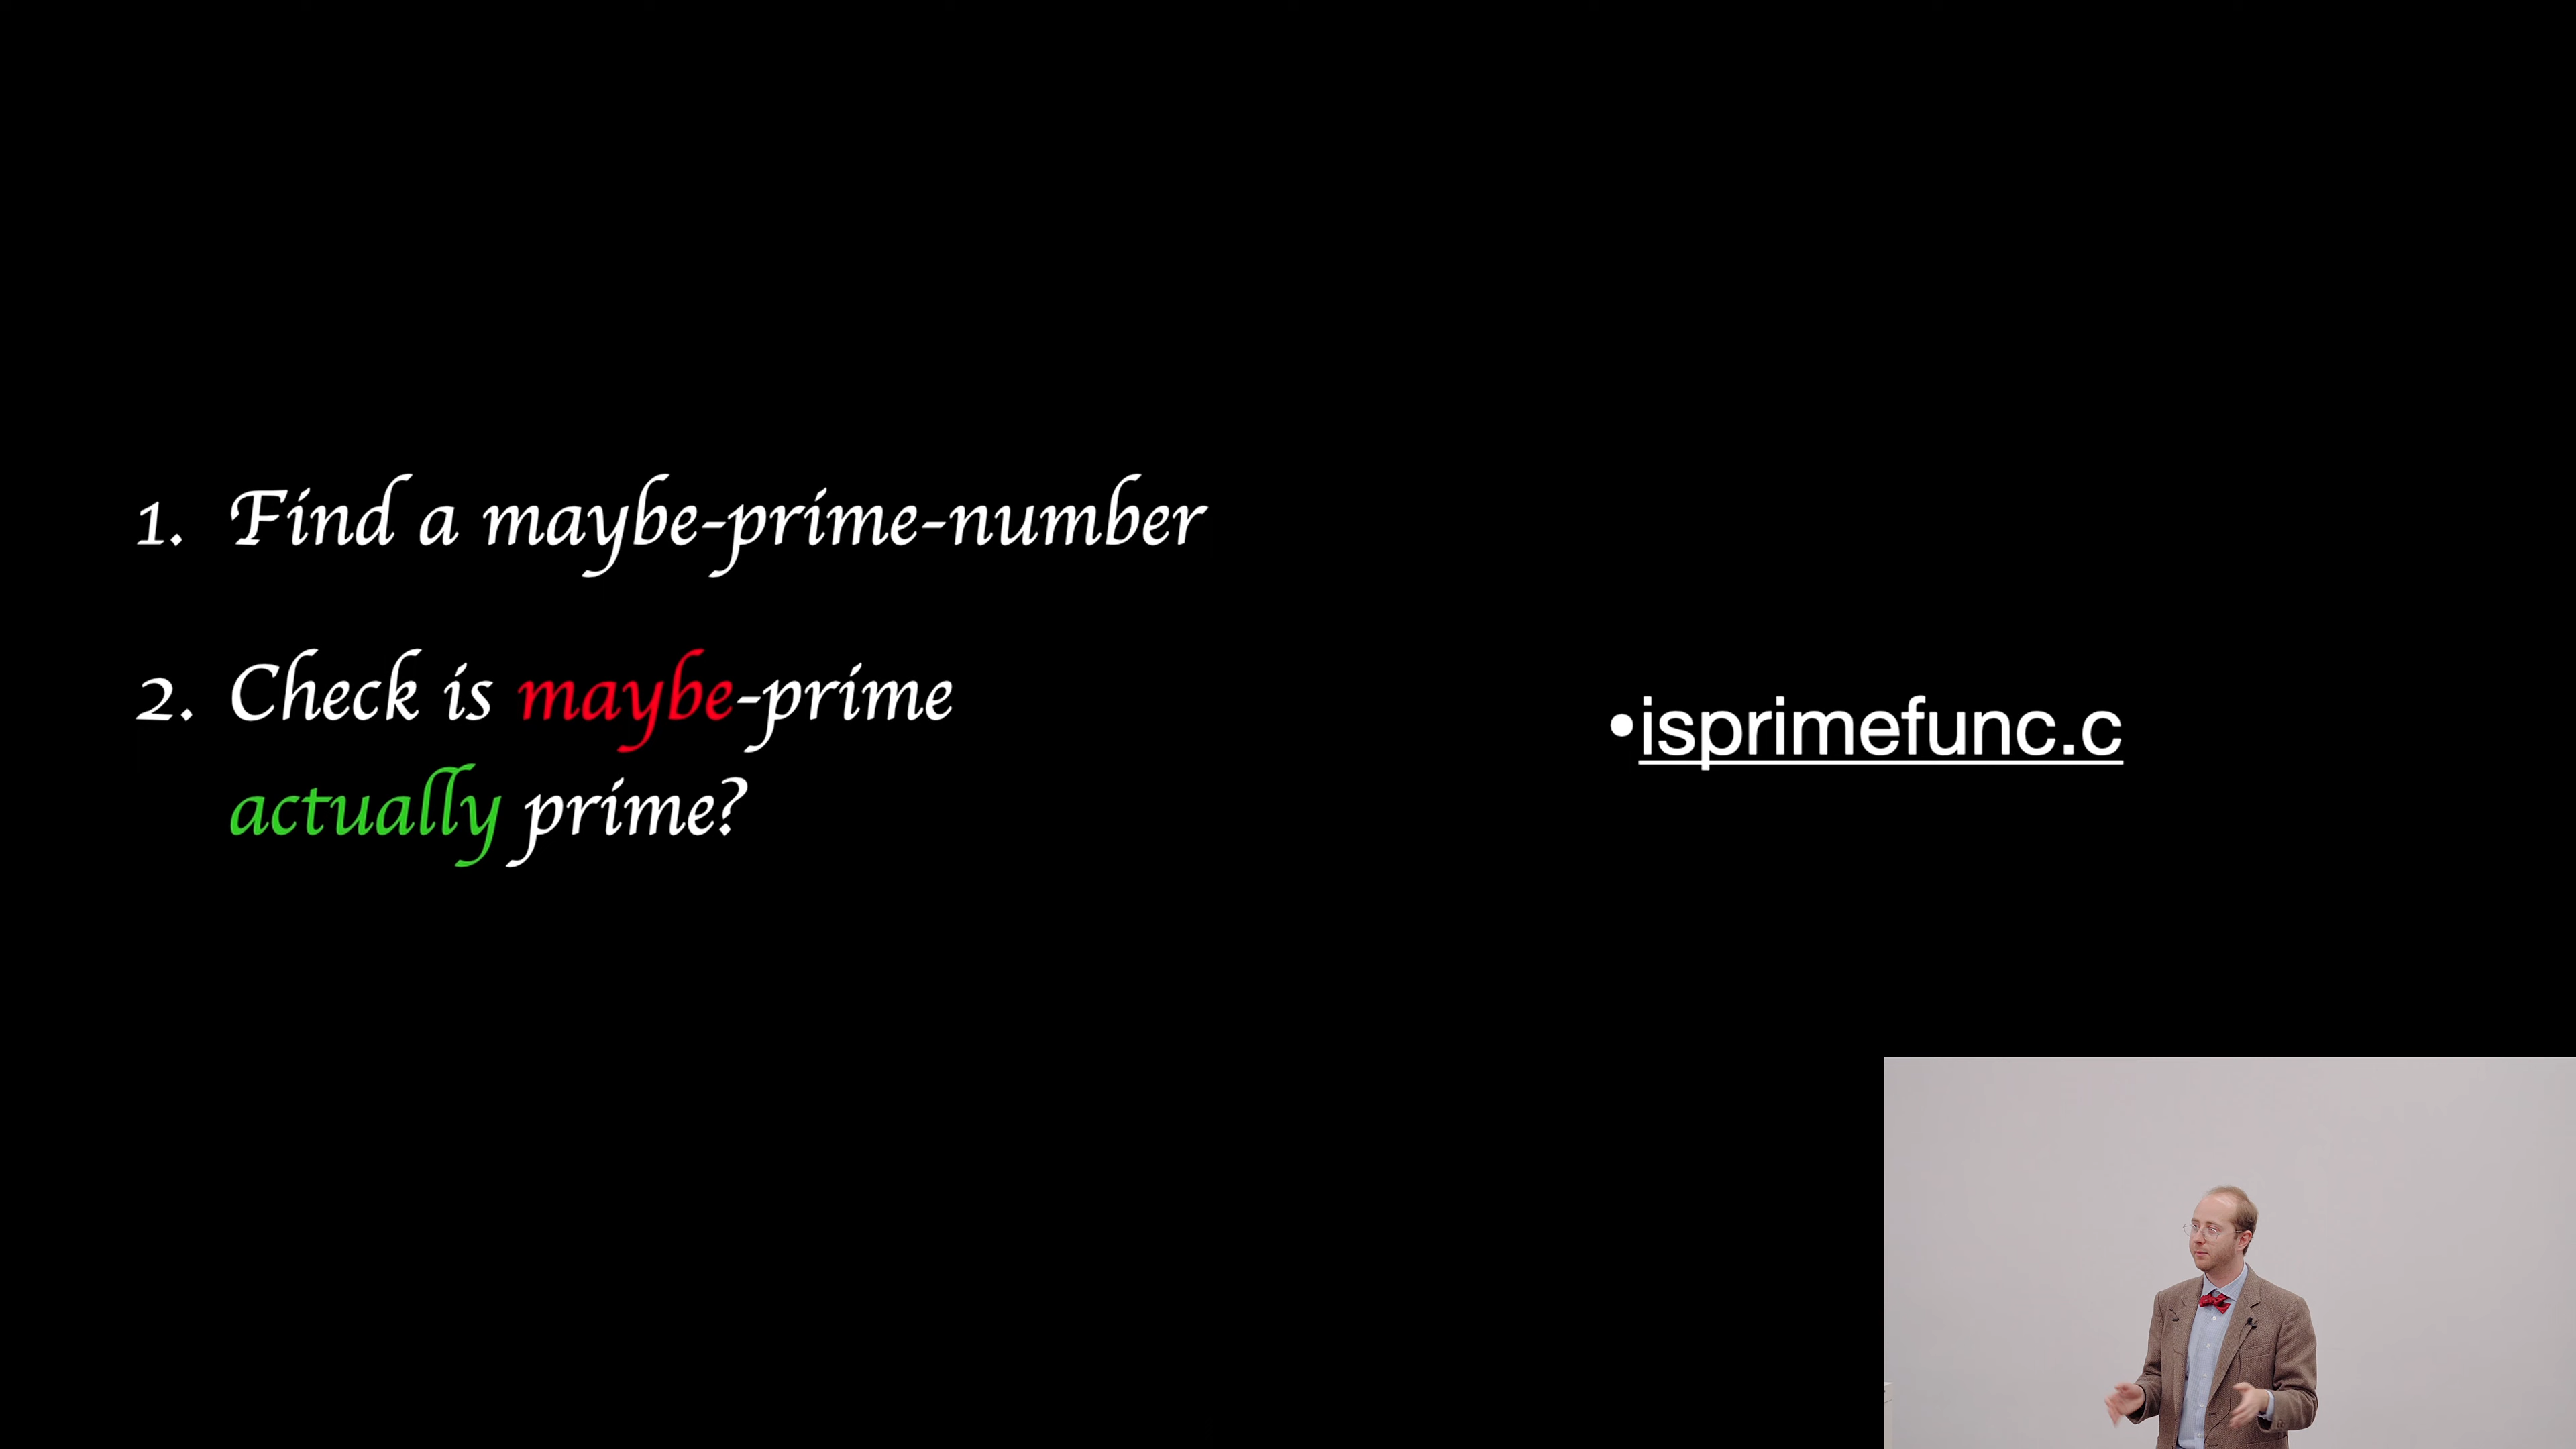 1. Find a maybe-prime-number
2. Check is maybe-prime
actually prime?
•isprimefunc.c